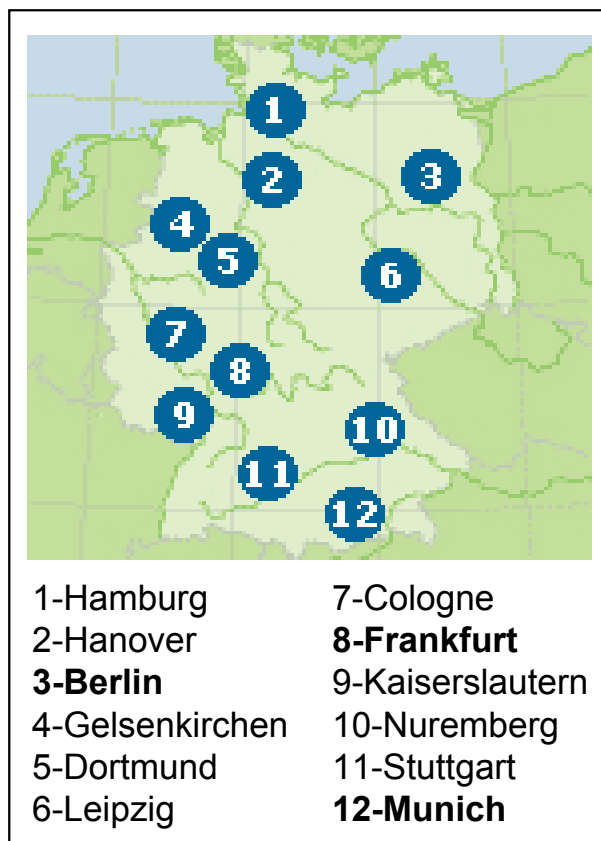 1
2
3
4
5
6
7
8
9
10
11
12
1-Hamburg
2-Hanover
3-Berlin
4-Gelsenkirchen
5-Dortmund
6-Leipzig
7-Cologne
8-Frankfurt
9-Kaiserslautern
10-Nuremberg
11-Stuttgart
12-Munich